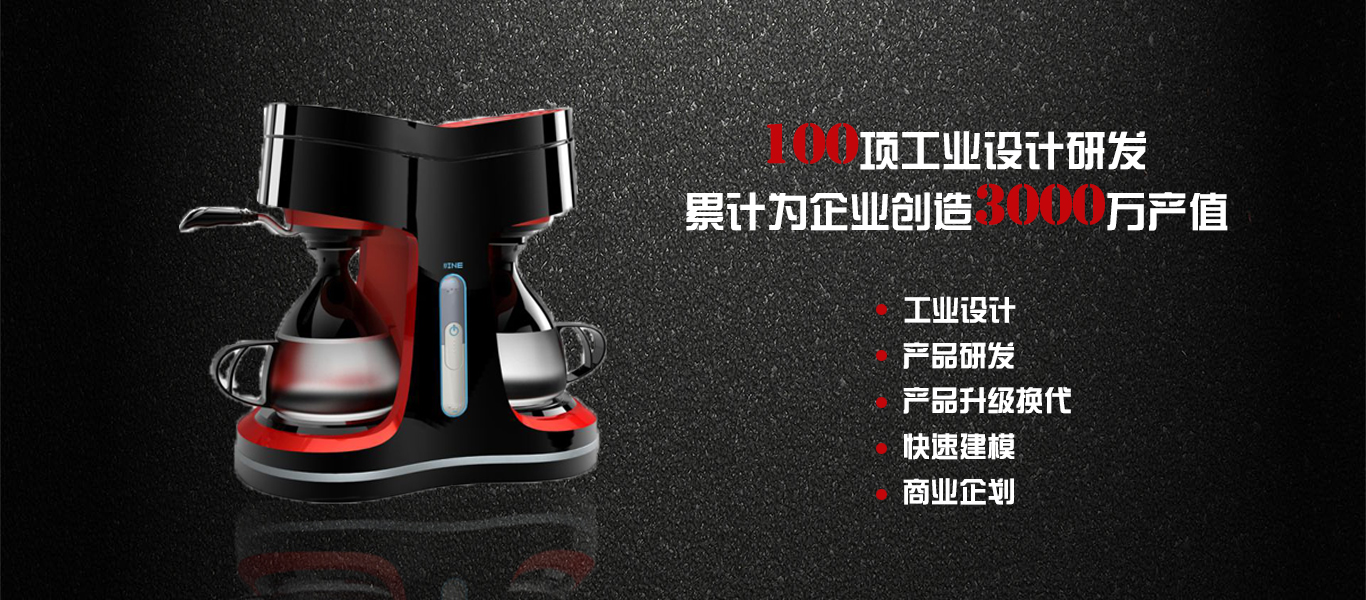 100项工业设计研发
累计为企业创造3000万产值
工业设计
产品研发
产品升级换代
快速建模
商业企划